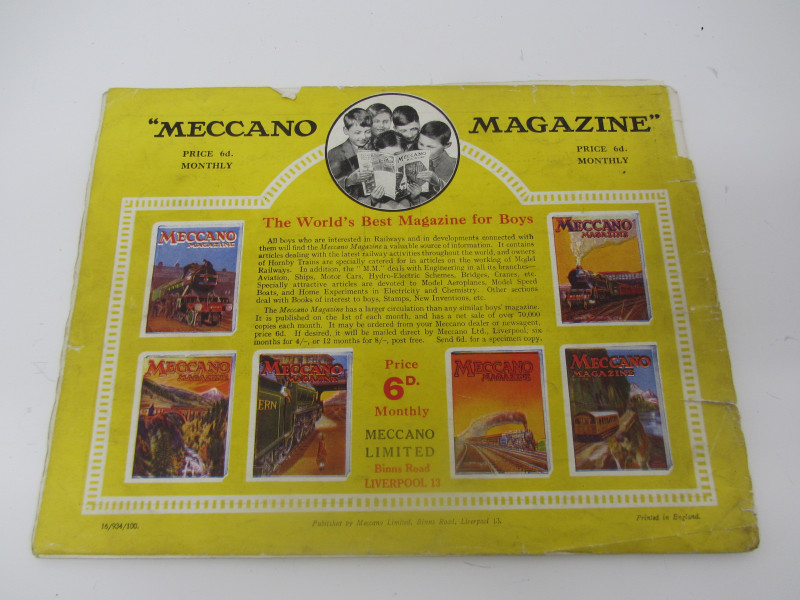 "MECCANO MAGAZINE"
PRICE 6d.
MONTHLY
PRICE 6d.
MONTHLY
MECCANO
The World's Best Magazine for Boys
All boys who are interested in Railways and in developments connected with
them will find the Meccano Magazine a valuable source of information. It contains
articles dealing with the latest railway activities throughout the world, and owners
of Hornby Trains are specially catered for in articles on the working of Model
Railways. In addition, the "M.M." deals with Engineering in all its branches—
Aviation, Ships, Motor Cars, Hydro-Electric Schemes, Bridges, Cranes, etc.
Specially attractive articles are devoted to Model Aeroplanes, Model Speed
Boats, and Home Experiments in Electricity and Chemistry. Other sections
deal with Books of interest to boys, Stamps, New Inventions, etc.
The Meccano Magazine has a larger circulation than any similar boys' magazine.
It is published on the 1st of each month, and has a net sale of over 70,000
copies each month. It may be ordered from your Meccano dealer or newsagent,
price 6d. If desired, it will be mailed direct by Meccano Ltd., Liverpool, six
months for 4/-, or 12 months for 8/-, post free. Send 6d. for a specimen copy.
MECCANO
MAGAZINE
MECCANO
MAGAZINE
MECCANO
MAGAZINE
MECCANO
MAGAZINE
ERN
Price
6D.
Monthly
MECCANO
LIMITED
Binns Road
LIVERPOOL 13
MECCANO
MAGAZINE
MECCANO
MAGAZINE
16/934/100.
Published by Meccano Limited, Binns Road, Liverpool 13.
Printed in England.